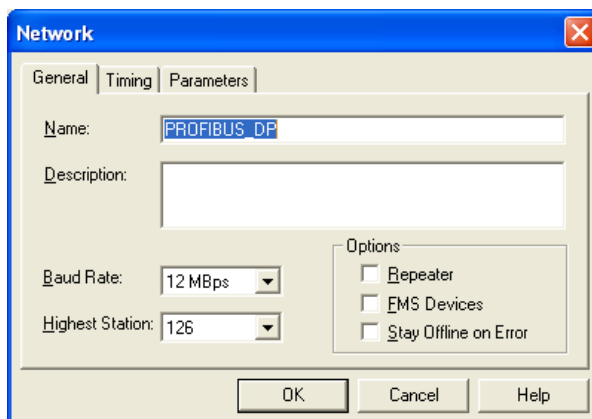 Network
General Timing Parameters
Name: PROFIBUS_DP
Description:
Options
Baud Rate: 12 MBps Repeater
FMS Devices
Highest Station: 126 Stay Offline on Error
OK Cancel Help